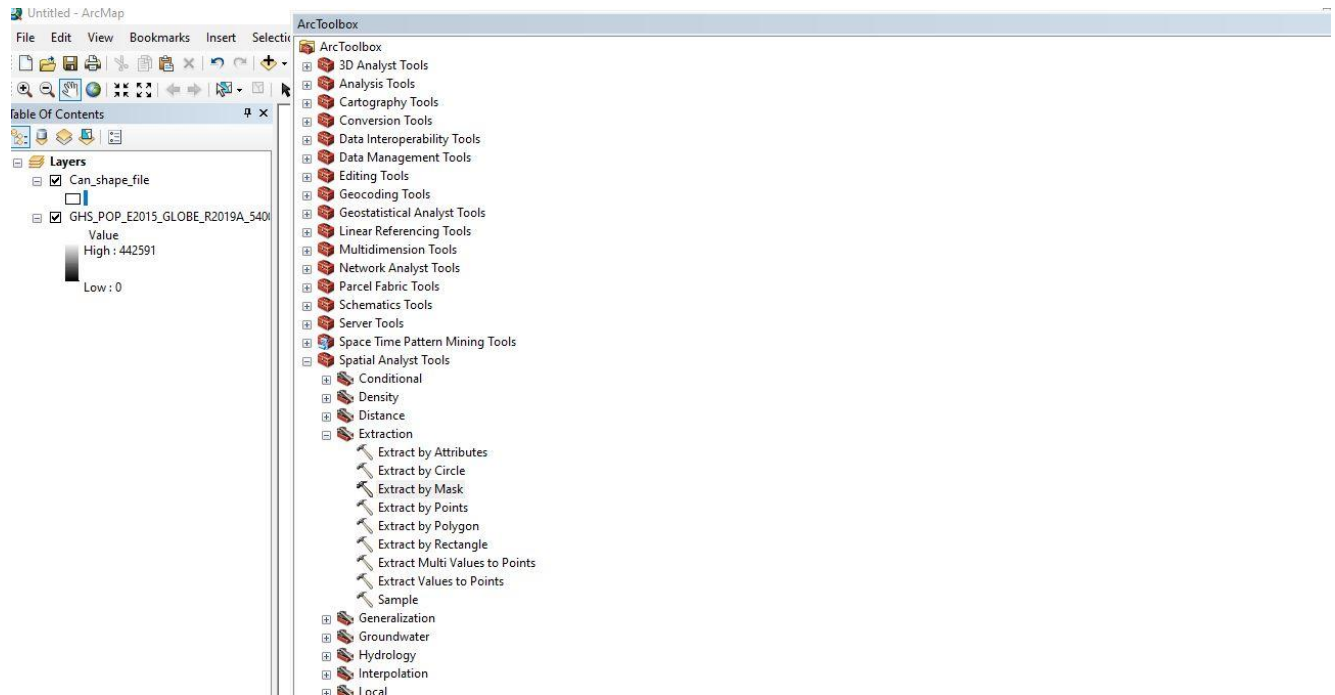 Untitled - ArcMap
File Edit View Bookmarks Insert Selectic
Table Of Contents
Layers
Can_shape_file
GHS_POP_E2015_GLOBE_R2019A_5400
Value
High : 442591
Low : 0
ArcToolbox
ArcToolbox
3D Analyst Tools
Analysis Tools
Cartography Tools
Conversion Tools
Data Interoperability Tools
Data Management Tools
Editing Tools
Geocoding Tools
Geostatistical Analyst Tools
Linear Referencing Tools
Multidimension Tools
Network Analyst Tools
Parcel Fabric Tools
Schematics Tools
Server Tools
Space Time Pattern Mining Tools
Spatial Analyst Tools
Conditional
Density
Distance
Extraction
Extract by Attributes
Extract by Circle
Extract by Mask
Extract by Points
Extract by Polygon
Extract by Rectangle
Extract Multi Values to Points
Extract Values to Points
Sample
Generalization
Groundwater
Hydrology
Interpolation
Local